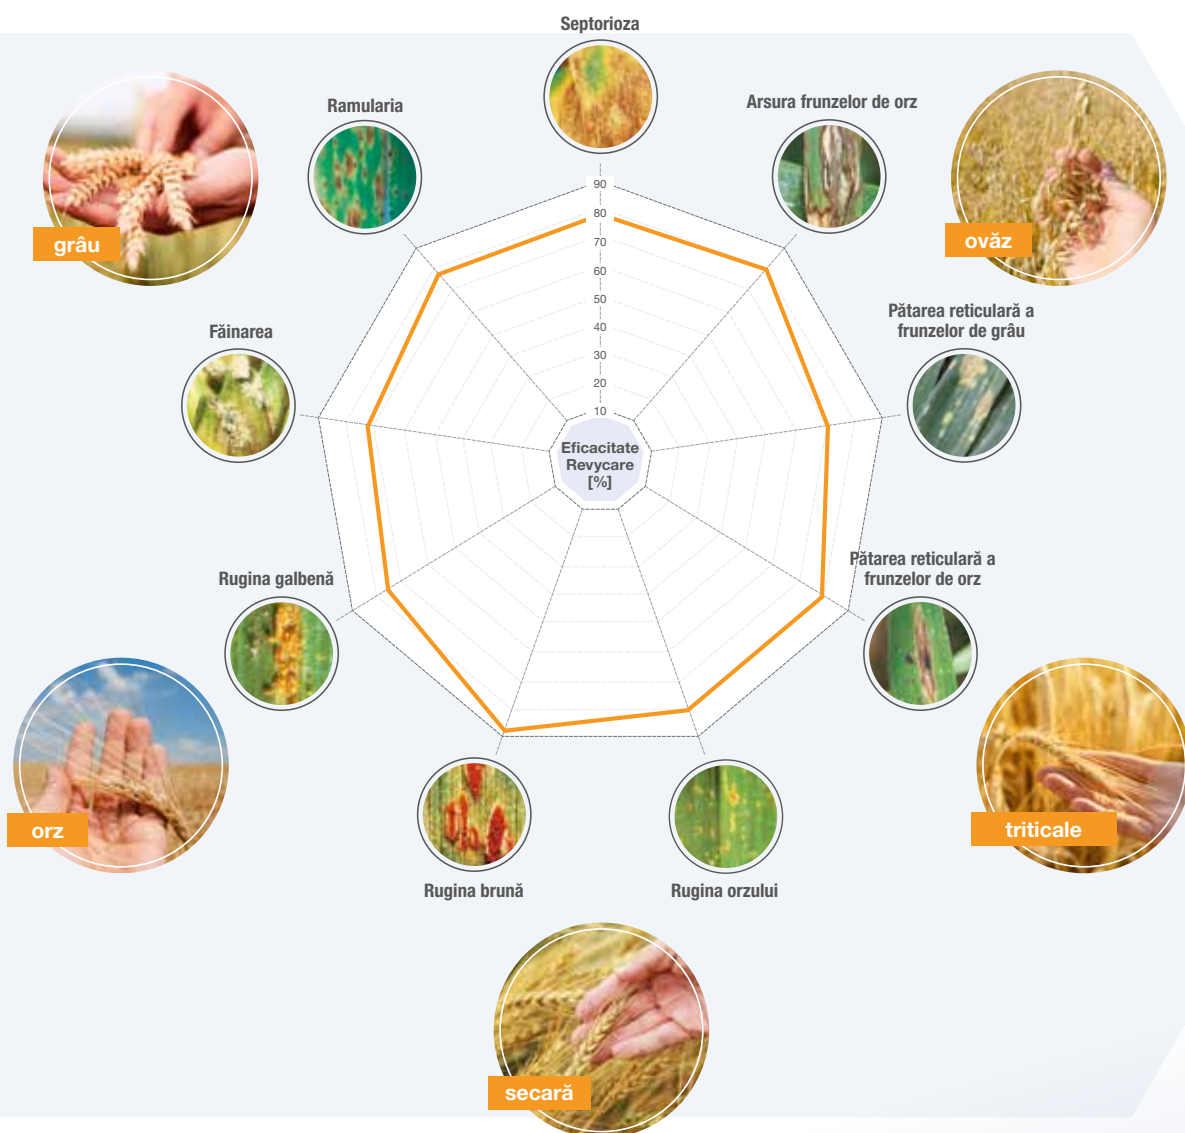 Septorioza
Ramularia
Arsura frunzelor de orz
grâu
ovăz
90
80
70
60
50
40
30
20
10
Făinarea
Pătarea reticulară a
frunzelor de grâu
Eficacitate
Revycare
[%]
Rugina galbenă
Pătarea reticulară a
frunzelor de orz
orz
triticale
Rugina brună
Rugina orzului
secară